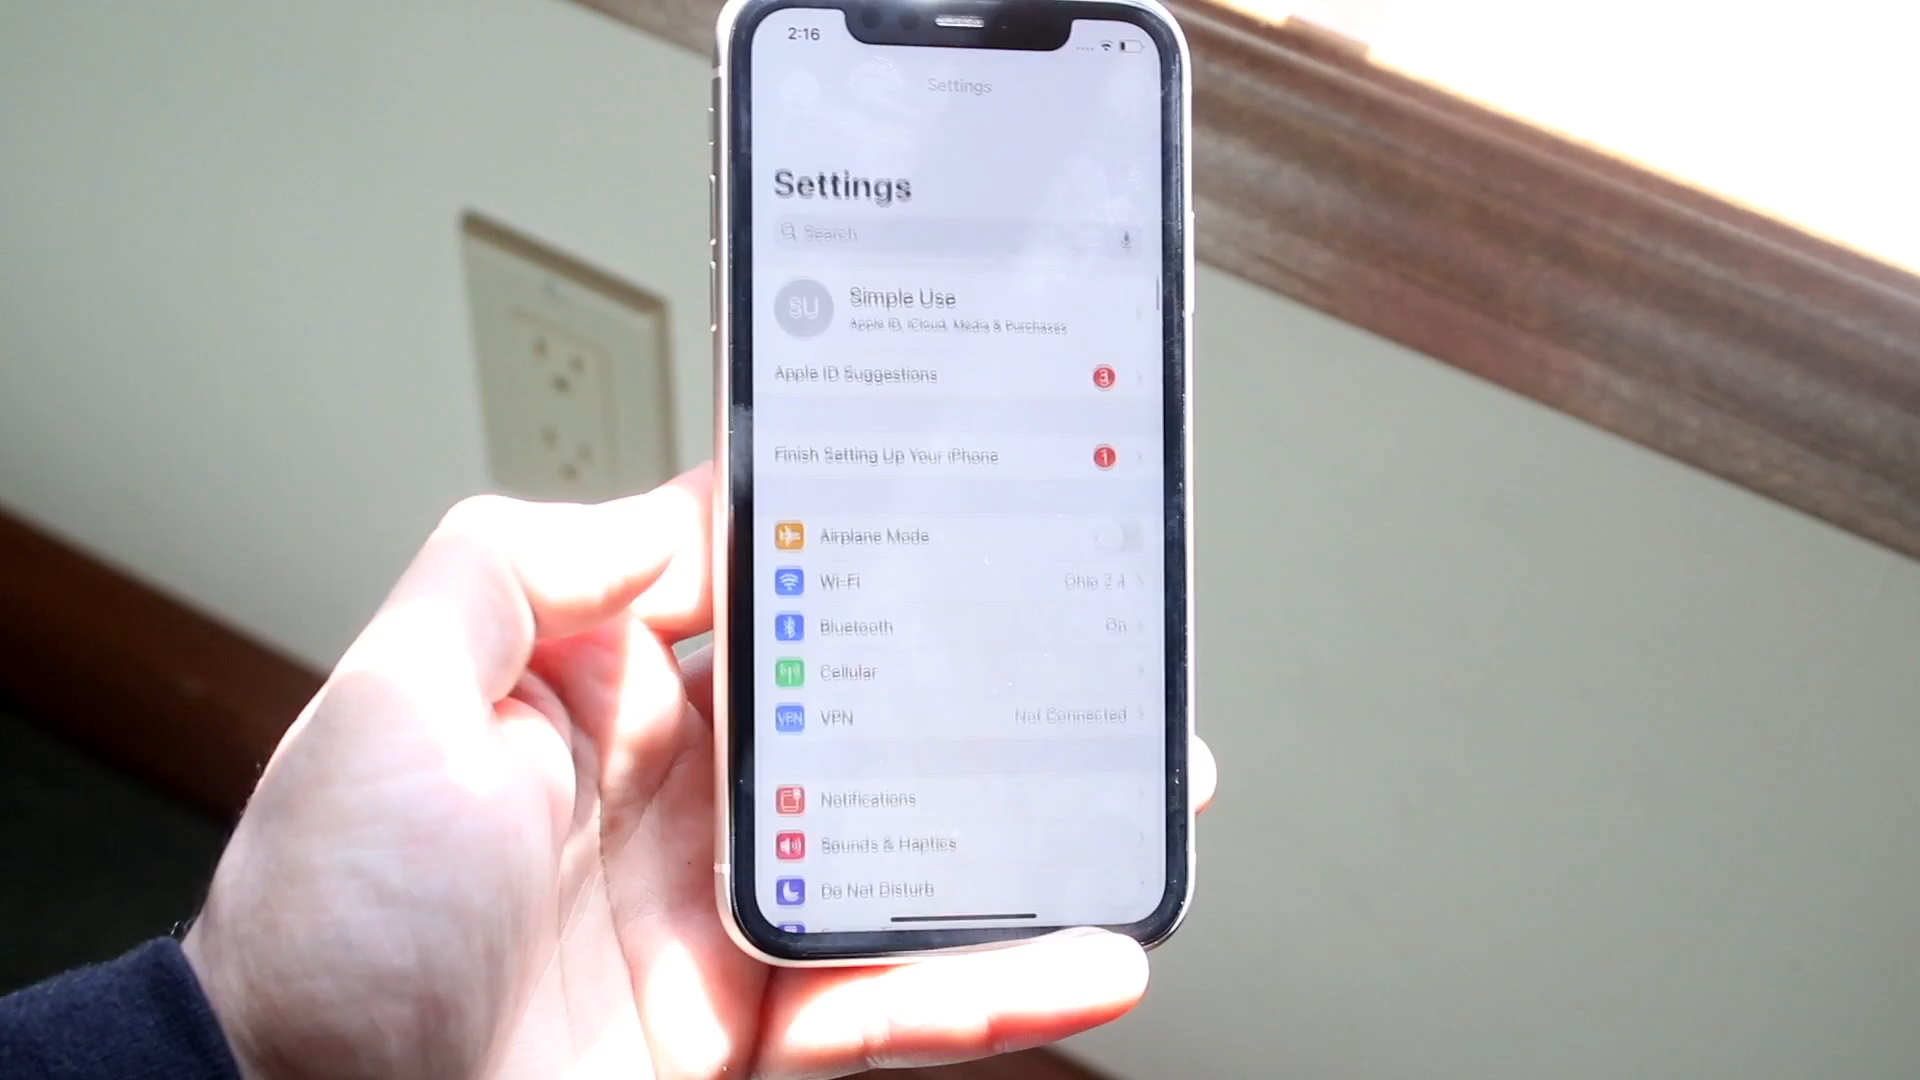 2:16
Settings
Settings
Search
SU
Simple Use
Apple ID, iCloud, Media & Purchases
Apple ID Suggestions 3
Finish Setting Up Your iPhone 1
Airplane Mode
Wi-Fi
Bluetooth On
Cellular
VPN VPN Not Connected
Notifications
Sounds & Haptics
Do Not Disturb